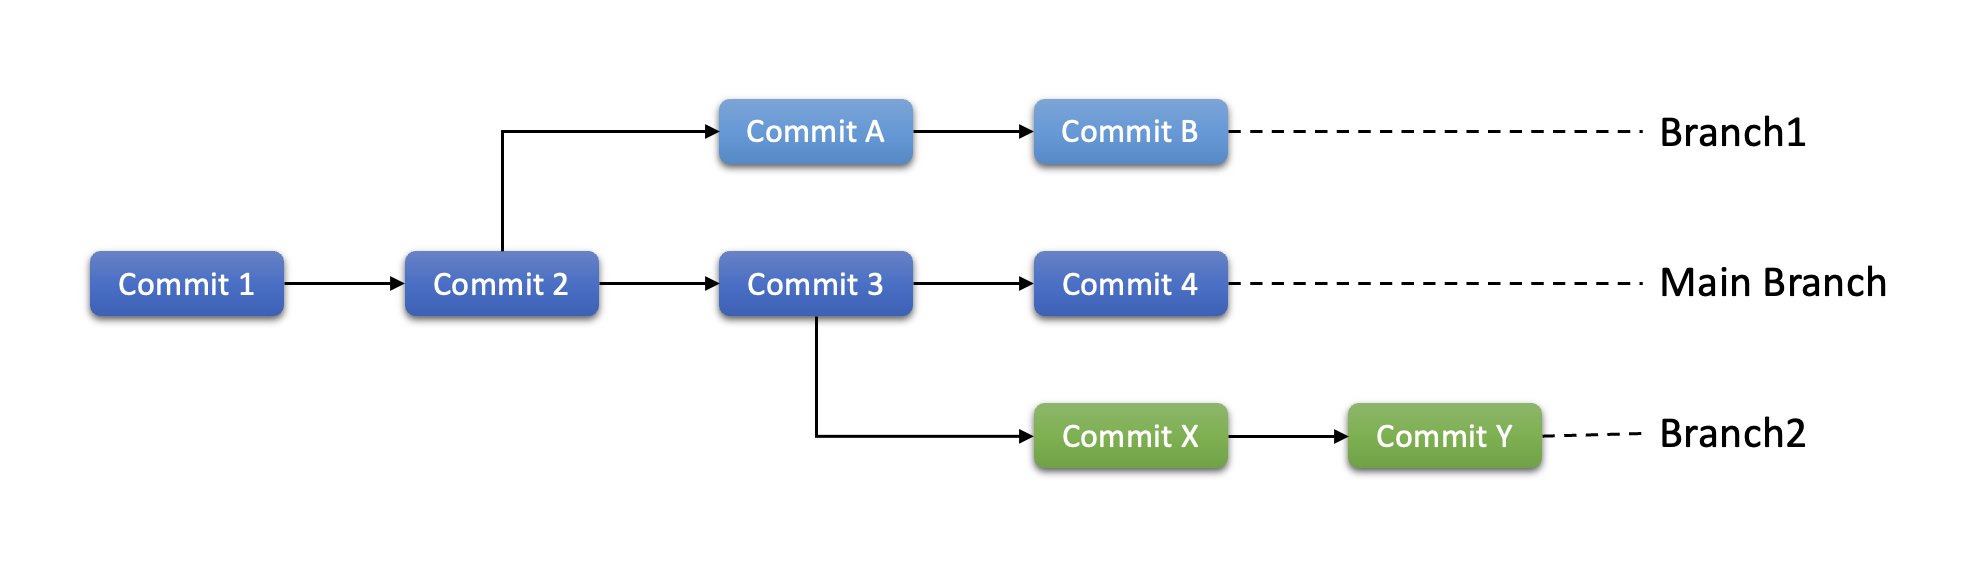 Commit A
Commit B
Branch1
Commit 1
Commit 2
Commit 3
Commit 4
Main Branch
Commit X
Commit Y
Branch2